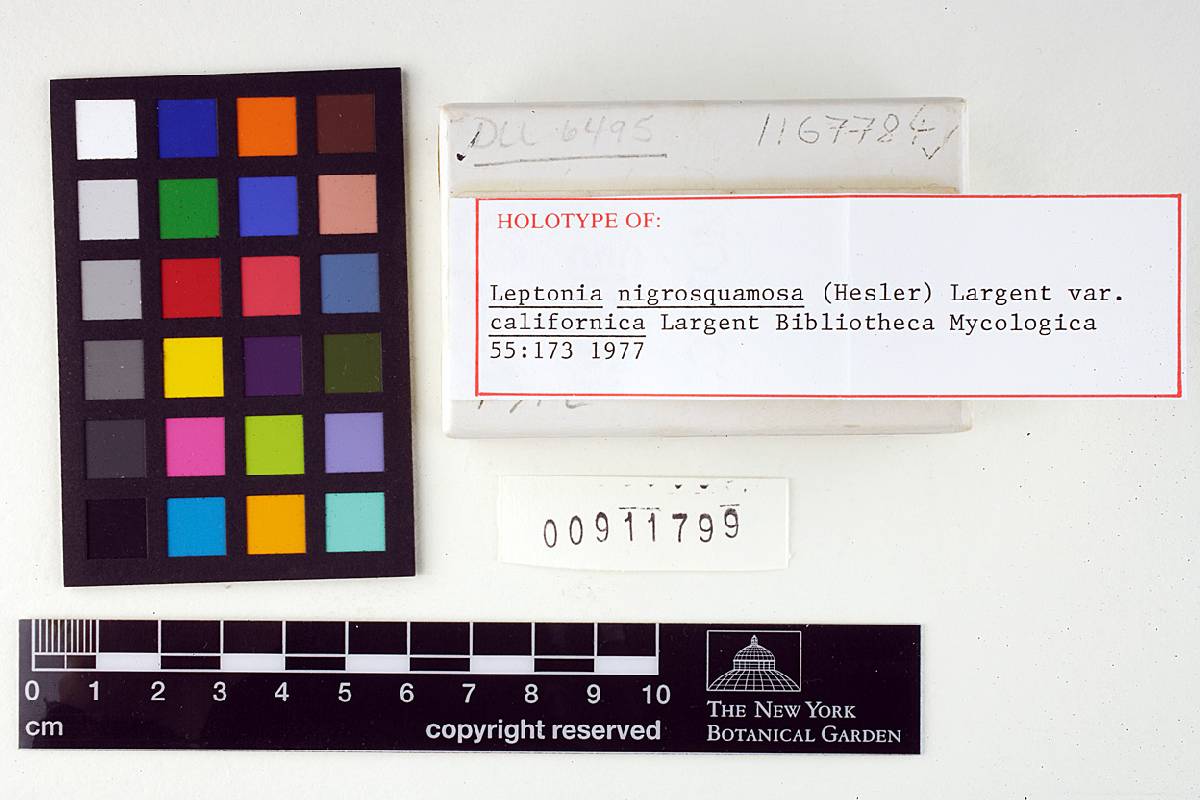 DLL 6495 1167784
HOLOTYPE OF:
Leptonia nigrosquamosa (Hesler) Largent var.
californica Largent Bibliotheca Mycologica
55:173 1977
00911799
0 1 2 3 4 5 6 7 8 9 10
cm copyright reserved
THE NEW YORK
BOTANICAL GARDEN